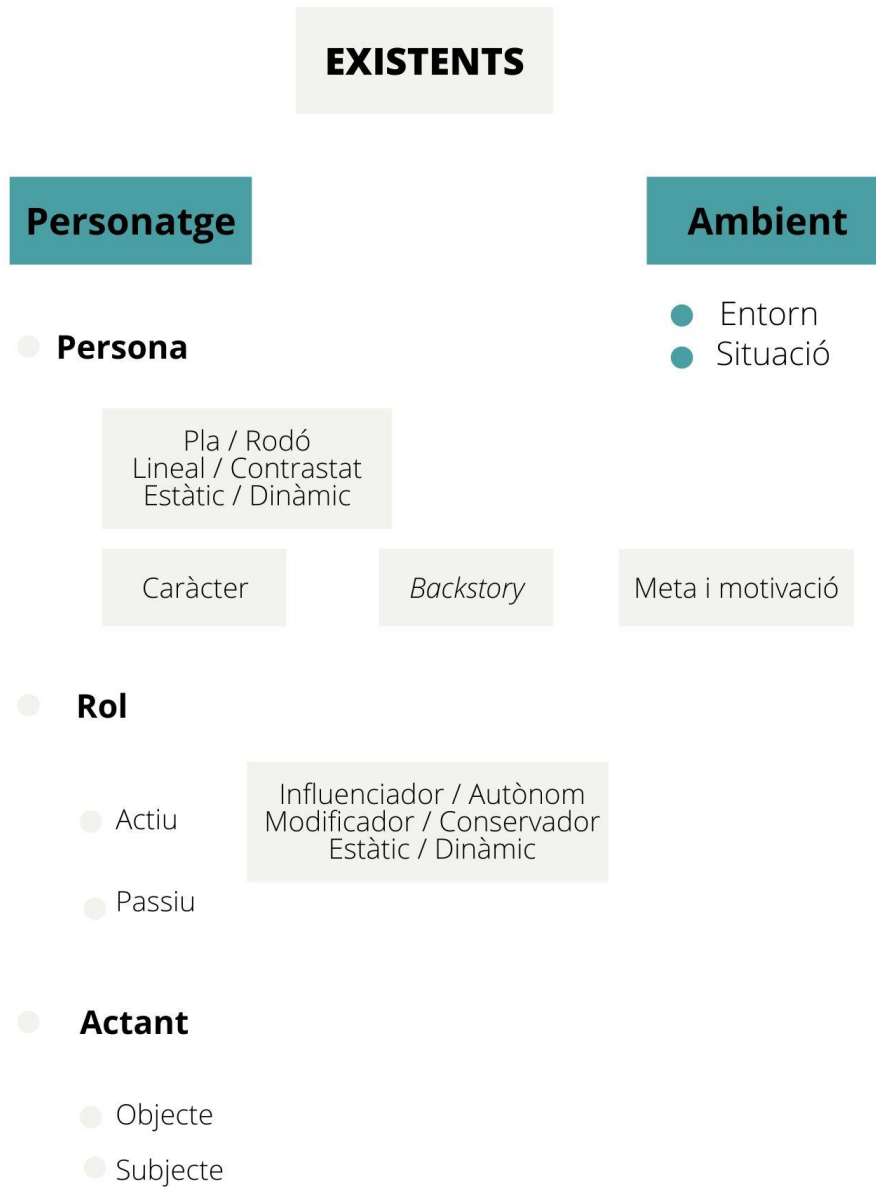 EXISTENTS
Personatge
Ambient
Entorn
Situació
Persona
Pla / Rodó
Lineal / Contrastat
Estàtic / Dinàmic
Caràcter
Backstory
Meta i motivació
Rol
Actiu
Influenciador / Autònom
Modificador / Conservador
Estàtic / Dinàmic
Passiu
Actant
Objecte
Subjecte